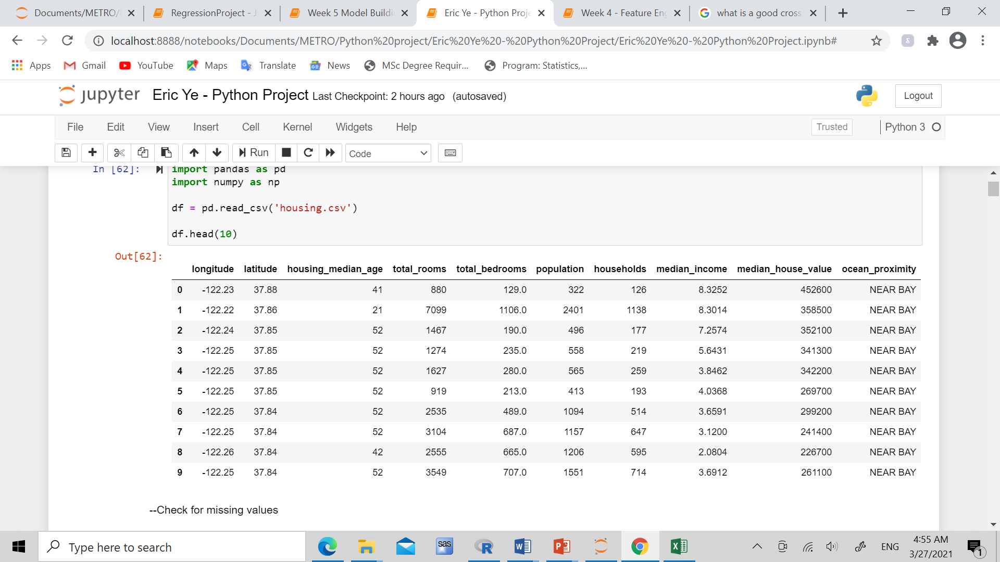 Documents/METRO/
RegressionProject - J
Week 5 Model Buildi
Eric Ye - Python Proje
Week 4 - Feature Eng
what is a good cross
localhost:8888/notebooks/Documents/METRO/Python%20project/Eric%20Ye%20-%20Python%20Project/Eric%20Ye%20-%20Python%20Project.ipynb#
Apps Gmail YouTube Maps Translate News MSc Degree Requir... Program: Statistics,...
jupyter Eric Ye - Python Project Last Checkpoint: 2 hours ago (autosaved) Logout
File Edit View Insert Cell Kernel Widgets Help Trusted Python 3
Run Code
In [62]: import pandas as pd
import numpy as np
df = pd.read_csv('housing.csv')
df.head(10)
Out[62]:
longitude latitude housing_median_age total_rooms total_bedrooms population households median_income median_house_value ocean_proximity
0 -122.23 37.88 41 880 129.0 322 126 8.3252 452600 NEAR BAY
1 -122.22 37.86 21 7099 1106.0 2401 1138 8.3014 358500 NEAR BAY
2 -122.24 37.85 52 1467 190.0 496 177 7.2574 352100 NEAR BAY
3 -122.25 37.85 52 1274 235.0 558 219 5.6431 341300 NEAR BAY
4 -122.25 37.85 52 1627 280.0 565 259 3.8462 342200 NEAR BAY
5 -122.25 37.85 52 919 213.0 413 193 4.0368 269700 NEAR BAY
6 -122.25 37.84 52 2535 489.0 1094 514 3.6591 299200 NEAR BAY
7 -122.25 37.84 52 3104 687.0 1157 647 3.1200 241400 NEAR BAY
8 -122.26 37.84 42 2555 665.0 1206 595 2.0804 226700 NEAR BAY
9 -122.25 37.84 52 3549 707.0 1551 714 3.6912 261100 NEAR BAY
--Check for missing values
Type here to search
sas
ENG
4:55 AM
3/27/2021
1